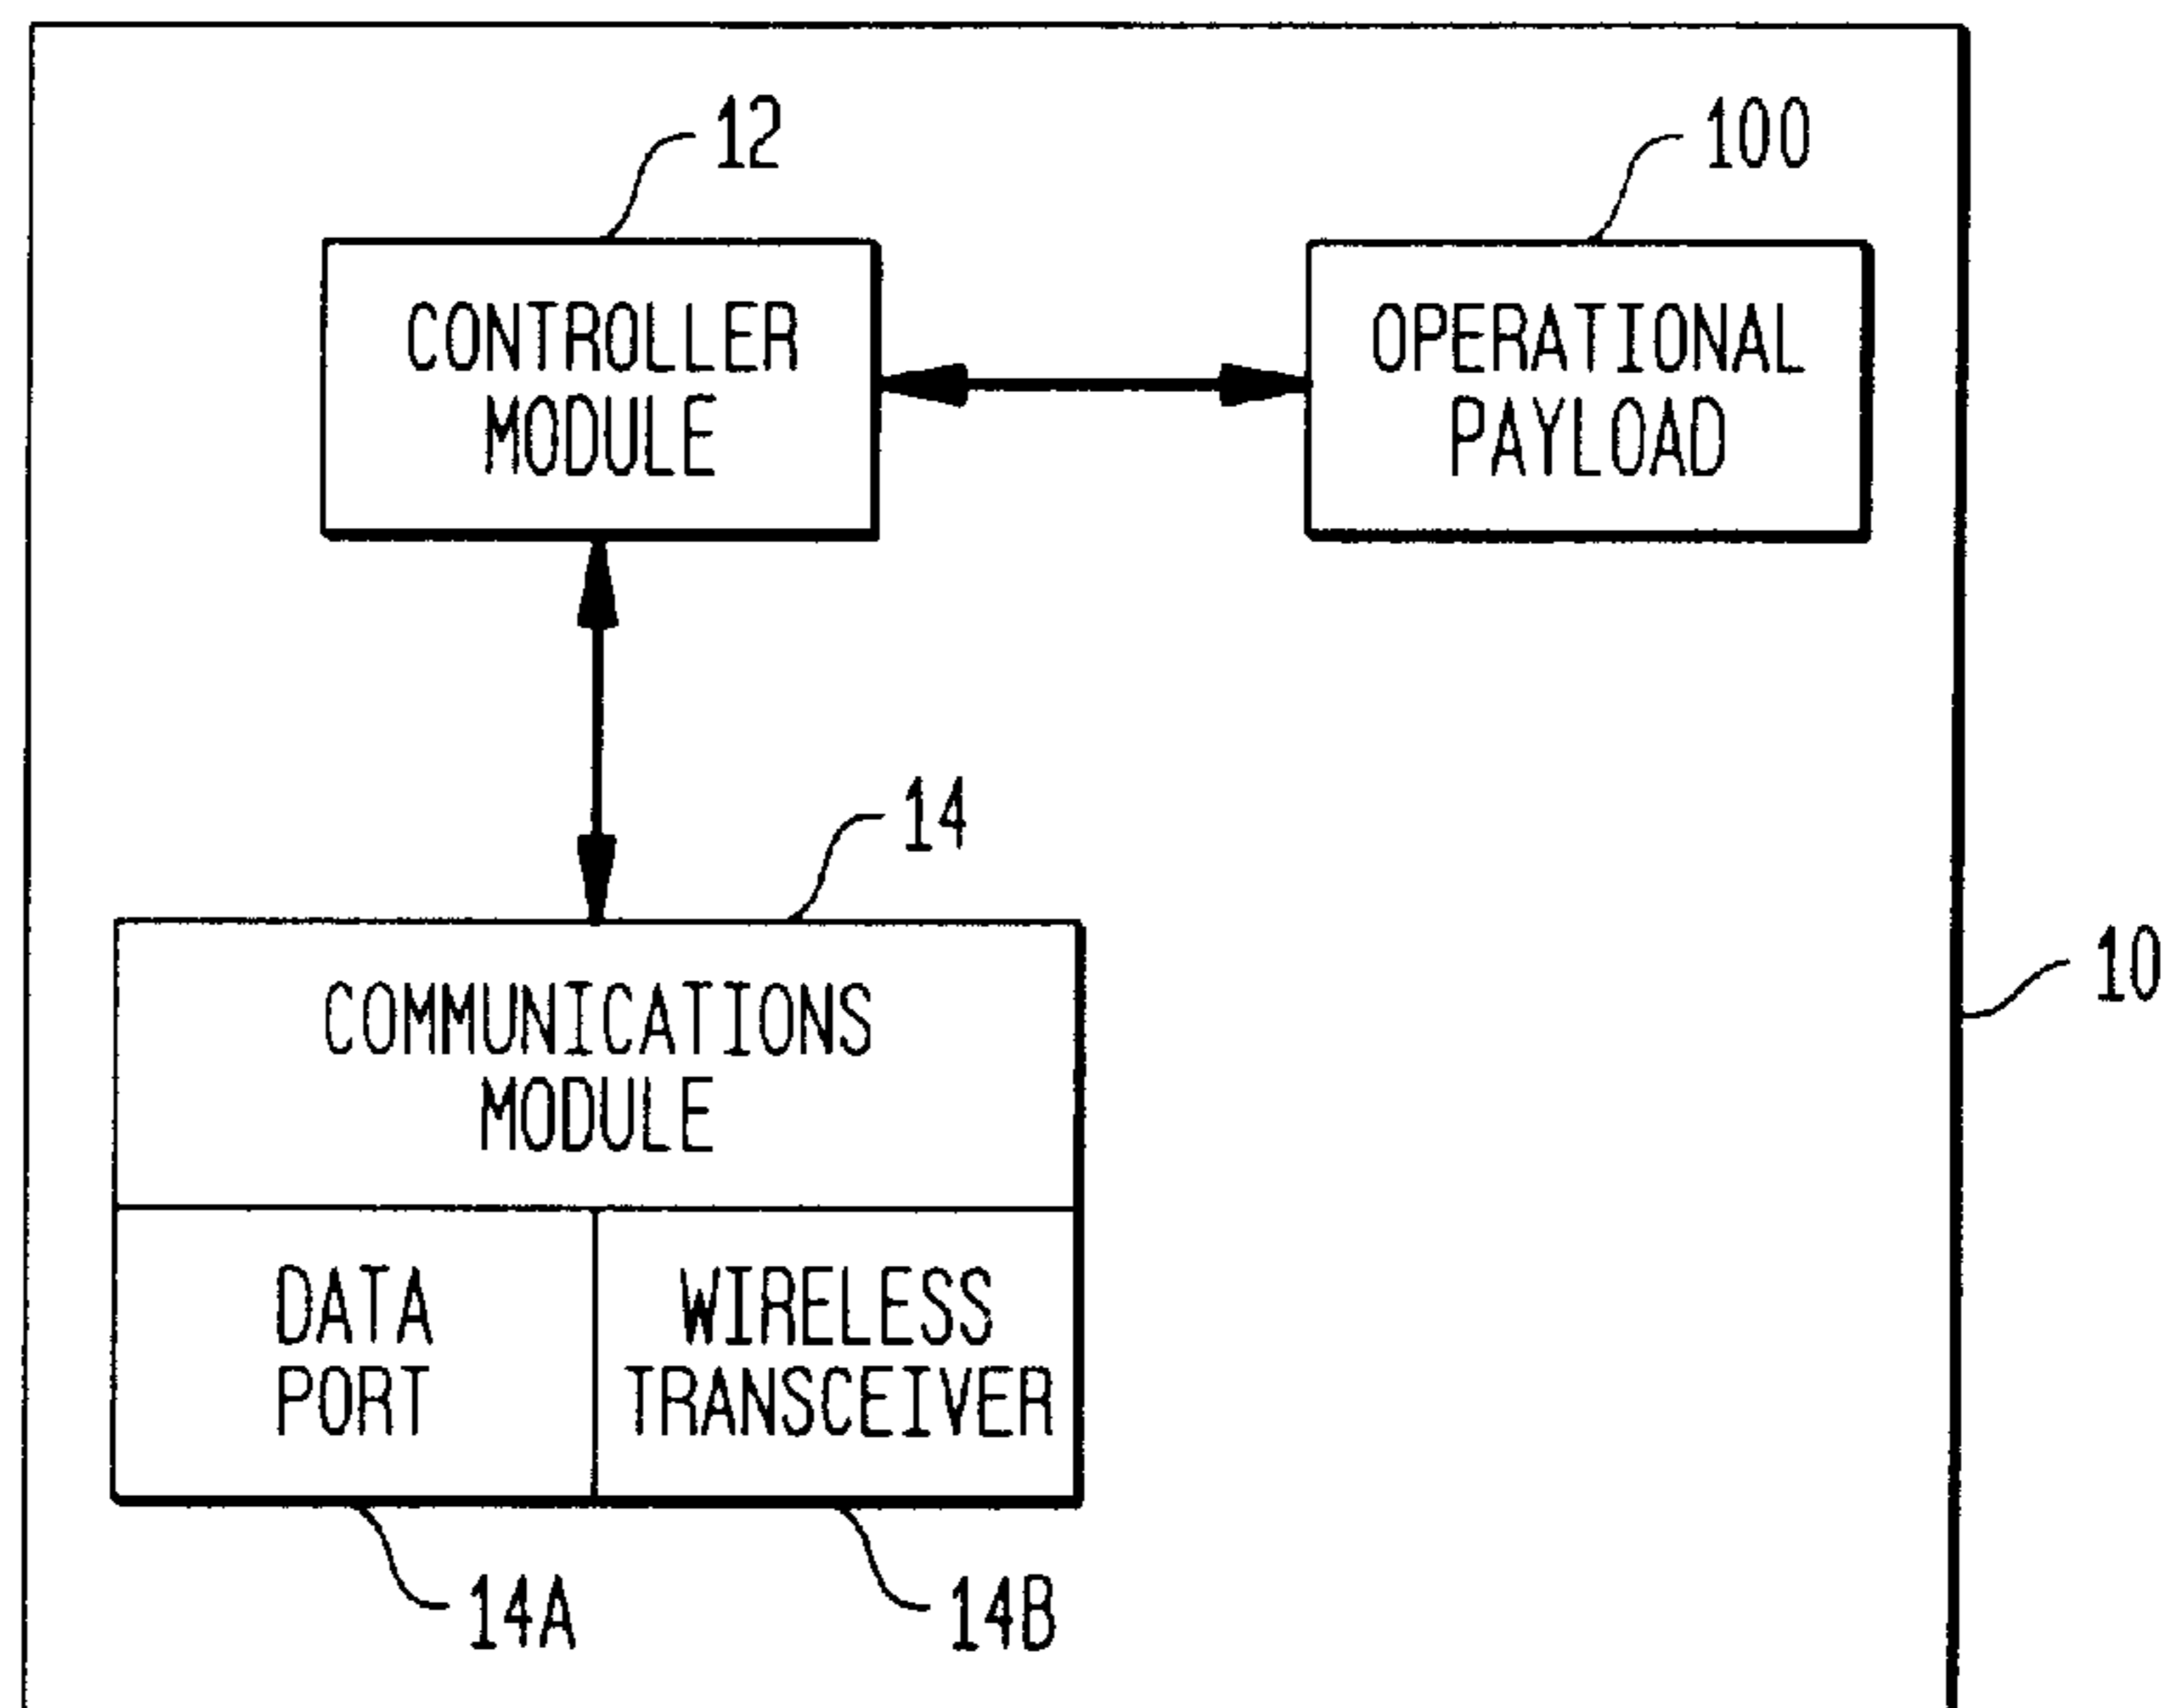 12
100
CONTROLLER
MODULE
OPERATIONAL
PAYLOAD
14
10
COMMUNICATIONS
MODULE
DATA
PORT
WIRELESS
TRANSCEIVER
14A
14B